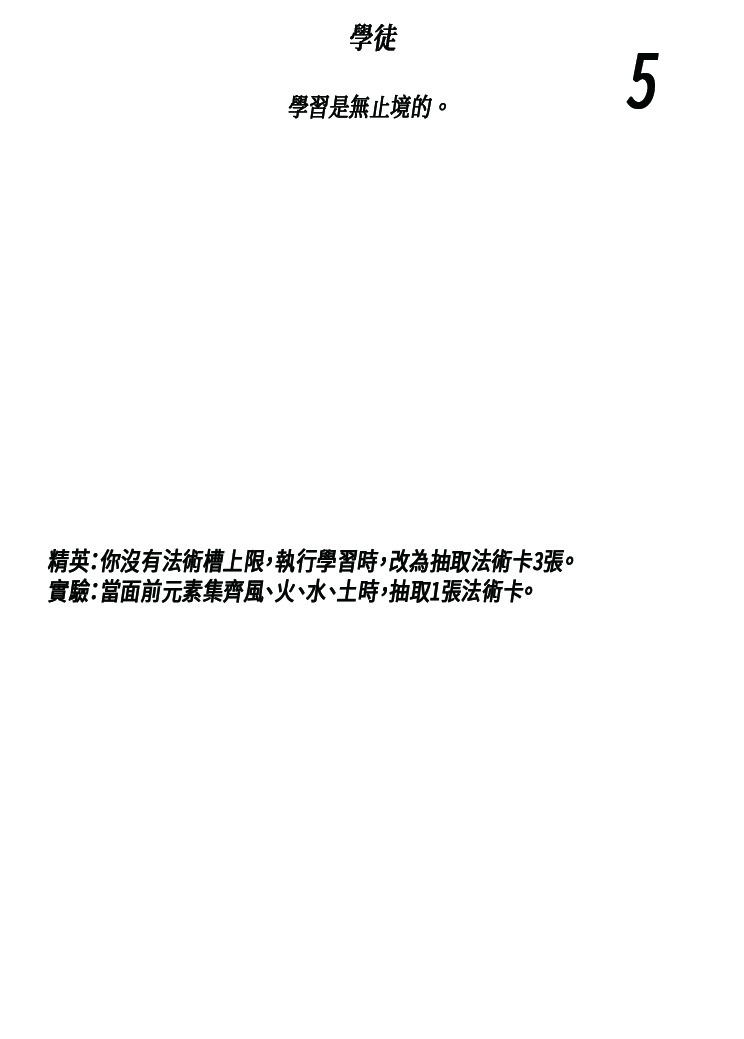 學徒
5
學習是無止境的。
精英：你沒有法術槽上限，執行學習時，改為抽取法術卡3張。
實驗：當面前元素集齊風、火、水、土時，抽取1張法術卡。